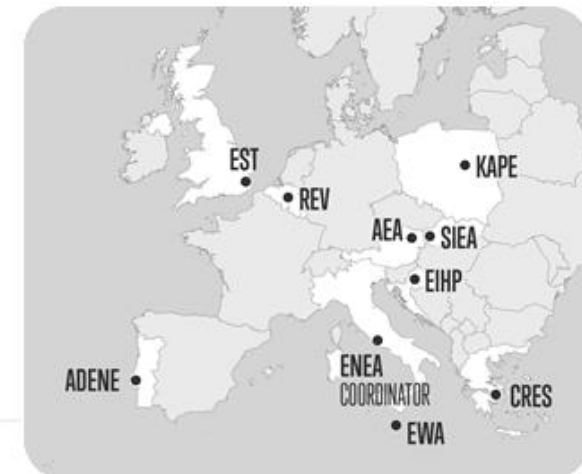 EST
KAPE
REV
AEA
SIEA
EIHP
ENEA
COORDINATOR
ADENE
CRES
EWA